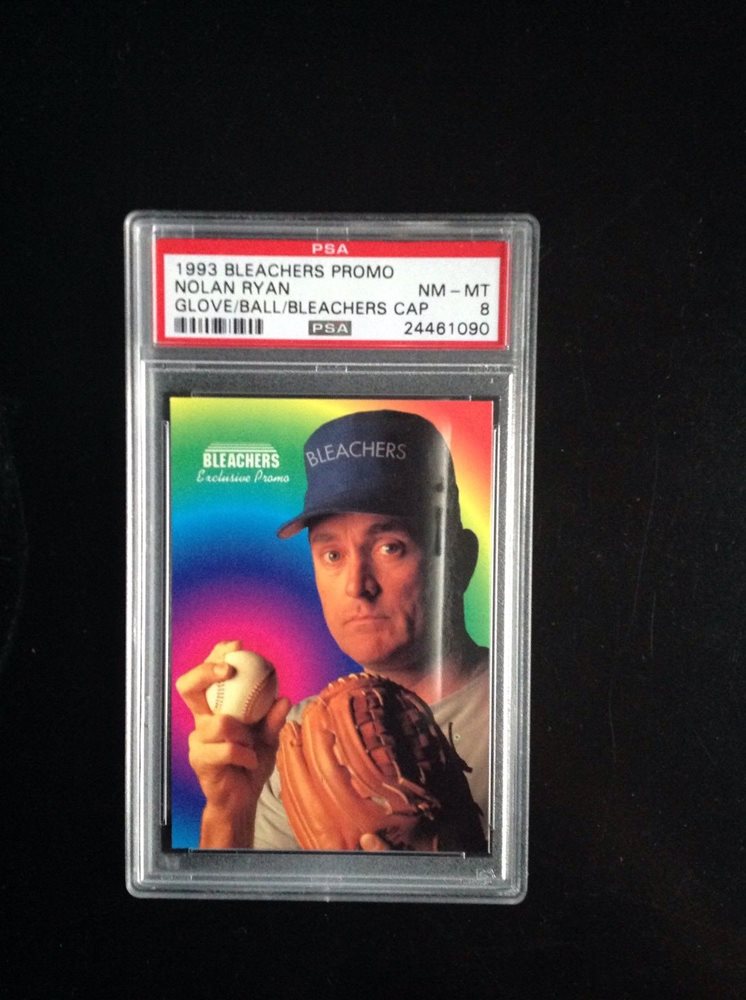 PSA
1993 BLEACHERS PROMO
NOLAN RYAN NM-MT
GLOVE/BALL/BLEACHERS CAP 8
PSA 24461090
BLEACHERS
BLEACHERS
Exclusive Promo